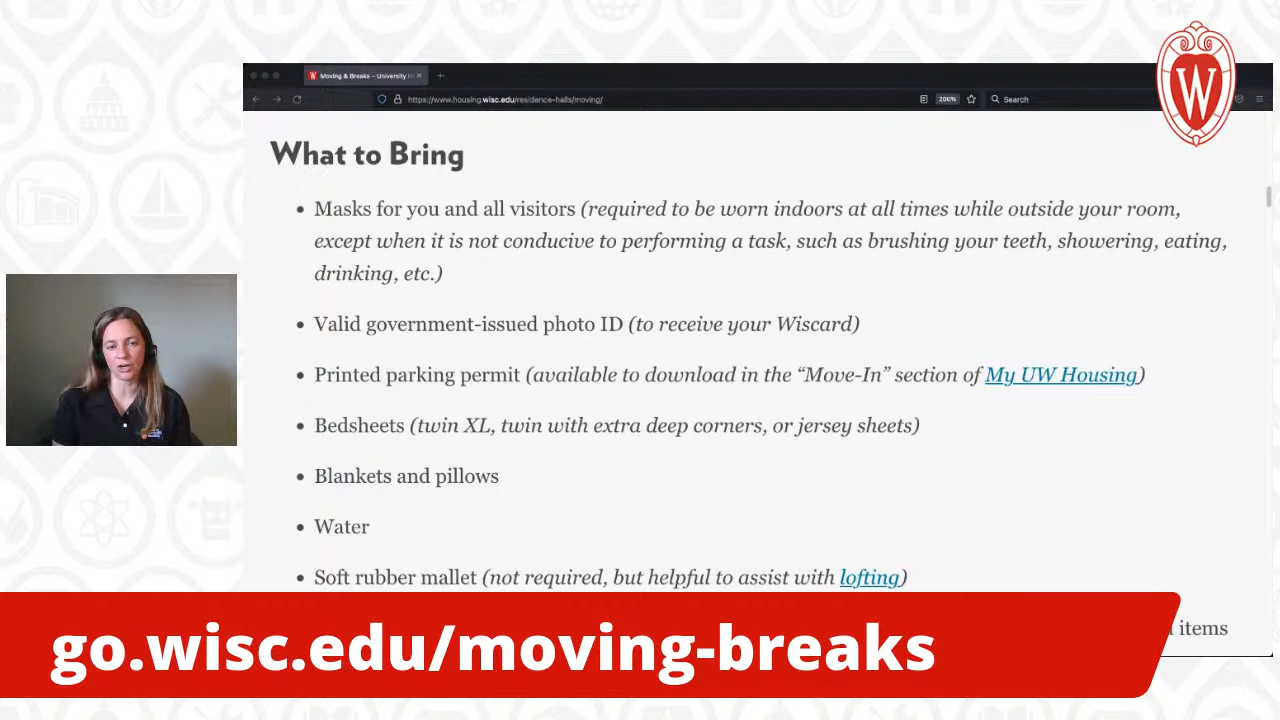 Moving & Breaks – University
https://www.housing.wisc.edu/residence-halls/moving/
200%
Search
W
What to Bring
• Masks for you and all visitors (required to be worn indoors at all times while outside your room,
except when it is not conducive to performing a task, such as brushing your teeth, showering, eating,
drinking, etc.)
• Valid government-issued photo ID (to receive your Wiscard)
• Printed parking permit (available to download in the “Move-In” section of My UW Housing)
• Bedsheets (twin XL, twin with extra deep corners, or jersey sheets)
• Blankets and pillows
• Water
• Soft rubber mallet (not required, but helpful to assist with lofting)
items
go.wisc.edu/moving-breaks